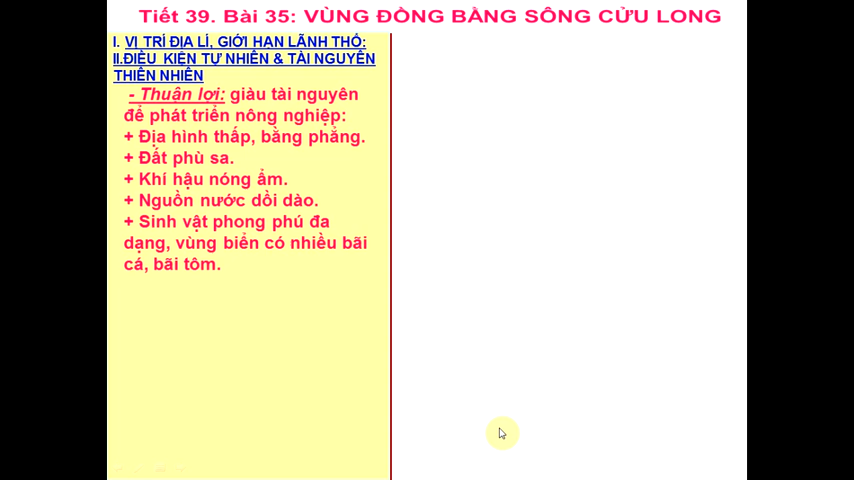 Tiết 39. Bài 35: VÙNG ĐỒNG BẰNG SÔNG CỬU LONG
I. VỊ TRÍ ĐỊA LÍ, GIỚI HẠN LÃNH THỔ:
II.ĐIỀU KIỆN TỰ NHIÊN & TÀI NGUYÊN
THIÊN NHIÊN
- Thuận lợi: giàu tài nguyên
để phát triển nông nghiệp:
+ Địa hình thấp, bằng phẳng.
+ Đất phù sa.
+ Khí hậu nóng ẩm.
+ Nguồn nước dồi dào.
+ Sinh vật phong phú đa
dạng, vùng biển có nhiều bãi
cá, bãi tôm.